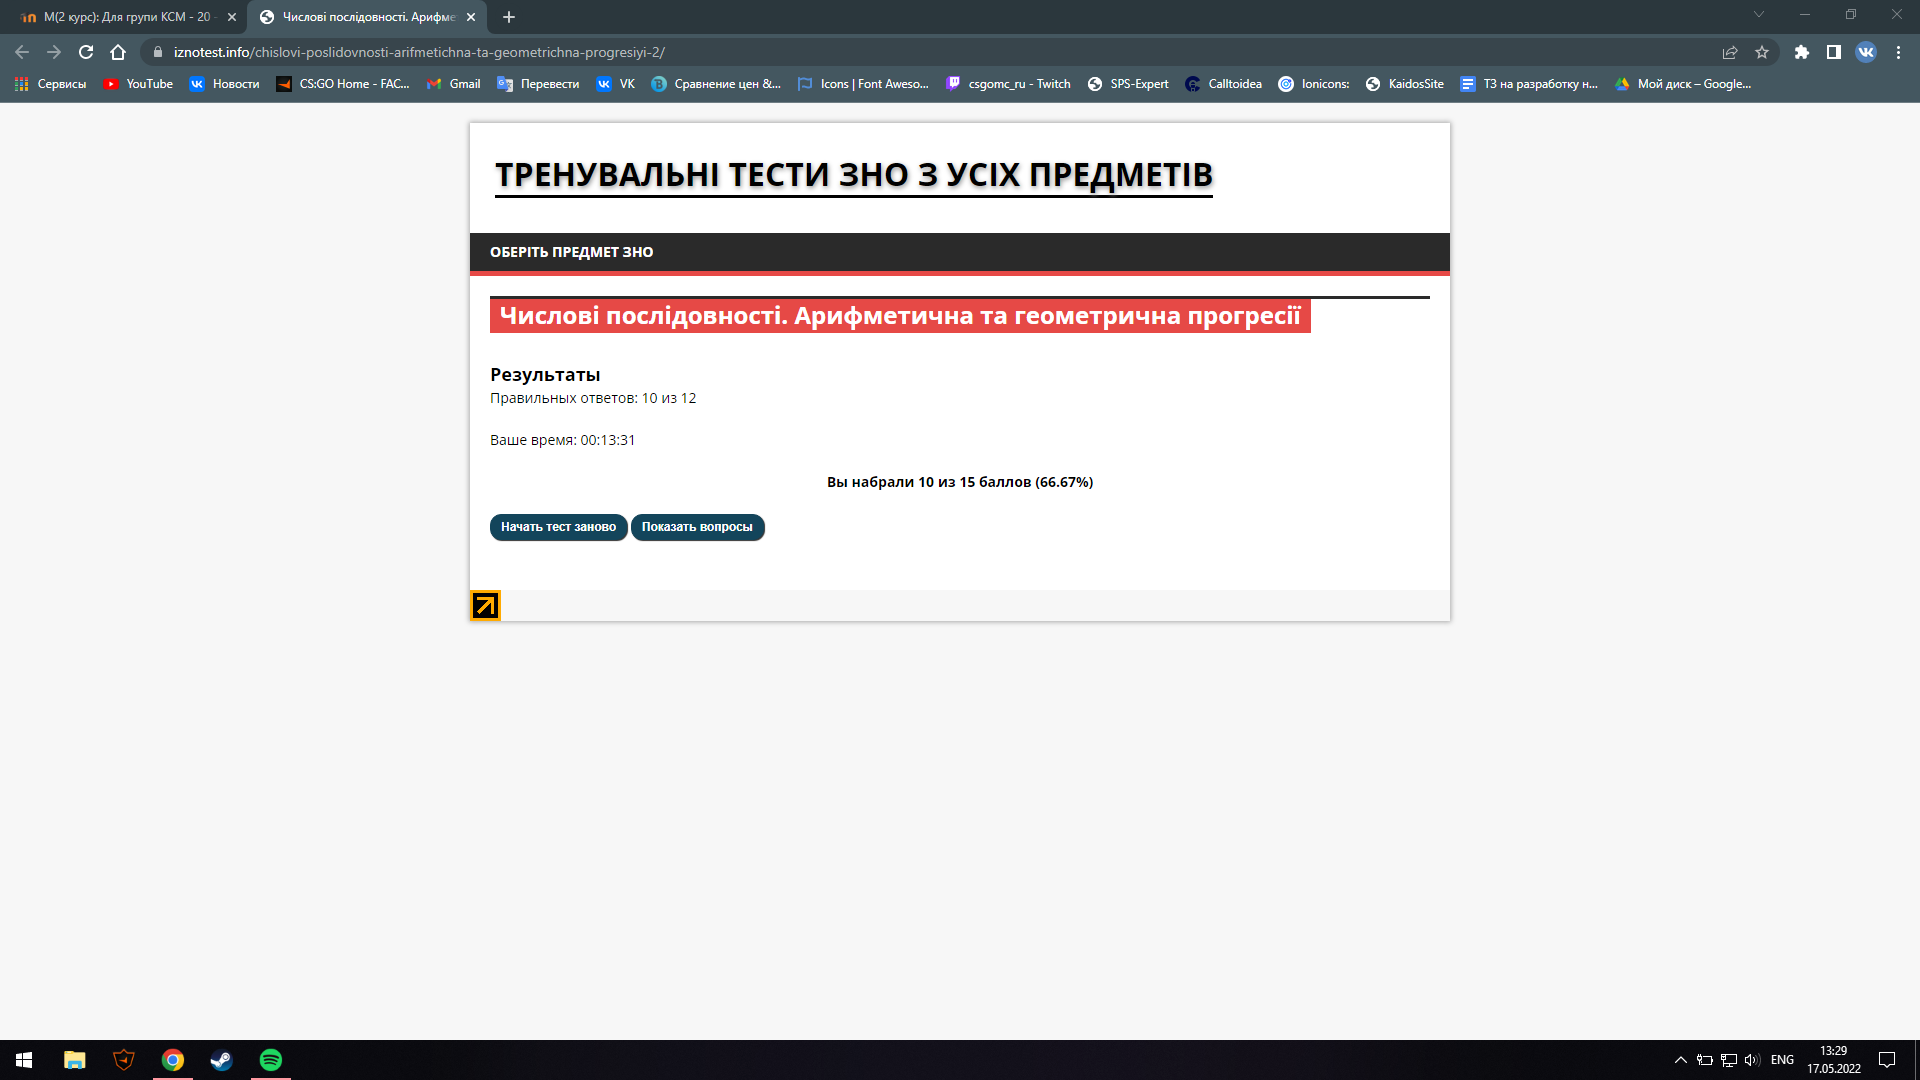 М(2 курс): Для групи КСМ - 20 -
Числові послідовності. Арифме
iznotest.info/chislovi-poslidovnosti-arifmetichna-ta-geometrichna-progresiyi-2/
Сервисы YouTube Новости CS:GO Home - FAC... Gmail Перевести VK Сравнение цен &... Icons | Font Aweso... csgomc_ru - Twitch SPS-Expert Calltoidea Ionicons: KaidosSite ТЗ на разработку н... Мой диск – Google...
ТРЕНУВАЛЬНІ ТЕСТИ ЗНО З УСІХ ПРЕДМЕТІВ
ОБЕРІТЬ ПРЕДМЕТ ЗНО
Числові послідовності. Арифметична та геометрична прогресії
Результаты
Правильных ответов: 10 из 12
Ваше время: 00:13:31
Вы набрали 10 из 15 баллов (66.67%)
Начать тест заново Показать вопросы
ENG
13:29
17.05.2022